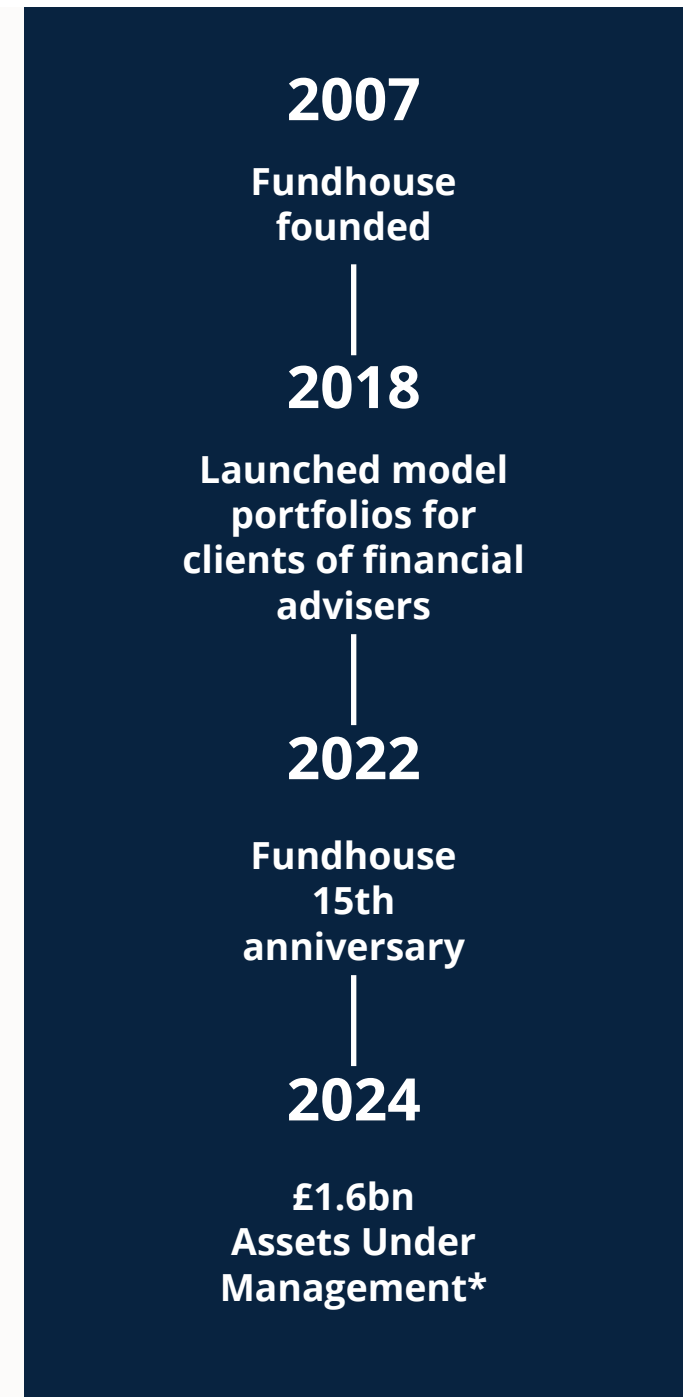 2007
Fundhouse
founded
2018
Launched model
portfolios for
clients of financial
advisers
2022
Fundhouse
15th
anniversary
2024
£1.6bn
Assets Under
Management*